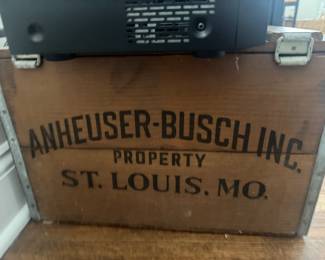 ANHEUSER-BUSCH INC.
PROPERTY
ST. LOUIS, MO.